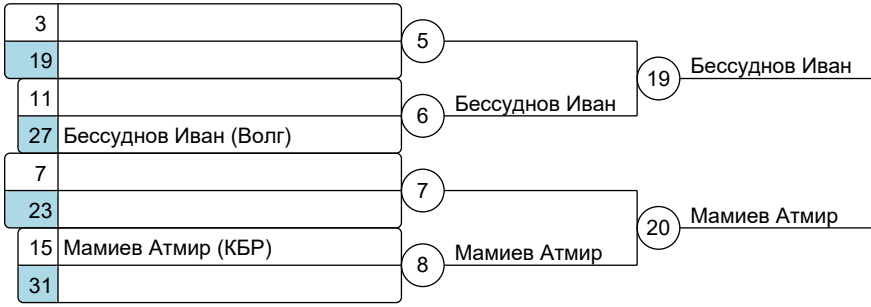 3
19
5
Бессуднов Иван
19
11
27 Бессуднов Иван (Волг)
6
Бессуднов Иван
7
23
7
Мамиев Атмир
20
15 Мамиев Атмир (КБР)
31
8
Мамиев Атмир